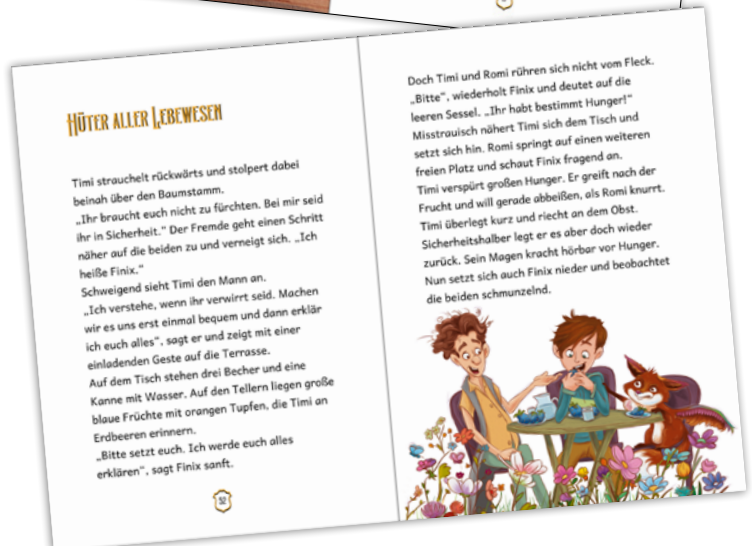 HÜTER ALLER LEBEWESEN
Timi strauchelt rückwärts und stolpert dabei
beinah über den Baumstamm.
„Ihr braucht euch nicht zu fürchten. Bei mir seid
ihr in Sicherheit.“ Der Fremde geht einen Schritt
näher auf die beiden zu und verneigt sich. „Ich
heiße Finix.“
Schweigend sieht Timi den Mann an.
„Ich verstehe, wenn ihr verwirrt seid. Machen
wir es uns erst einmal bequem und dann erklär
ich euch alles“, sagt er und zeigt mit einer
einladenden Geste auf die Terrasse.
Auf dem Tisch stehen drei Becher und eine
Kanne mit Wasser. Auf den Tellern liegen große
blaue Früchte mit orangen Tupfen, die Timi an
Erdbeeren erinnern.
„Bitte setzt euch. Ich werde euch alles
erklären“, sagt Finix sanft.
52
Doch Timi und Romi rühren sich nicht vom Fleck.
„Bitte“, wiederholt Finix und deutet auf die
leeren Sessel. „Ihr habt bestimmt Hunger!“
Misstrauisch nähert Timi sich dem Tisch und
setzt sich hin. Romi springt auf einen weiteren
freien Platz und schaut Finix fragend an.
Timi verspürt großen Hunger. Er greift nach der
Frucht und will gerade abbeißen, als Romi knurrt.
Timi überlegt kurz und riecht an dem Obst.
Sicherheitshalber legt er es aber doch wieder
zurück. Sein Magen kracht hörbar vor Hunger.
Nun setzt sich auch Finix nieder und beobachtet
die beiden schmunzelnd.